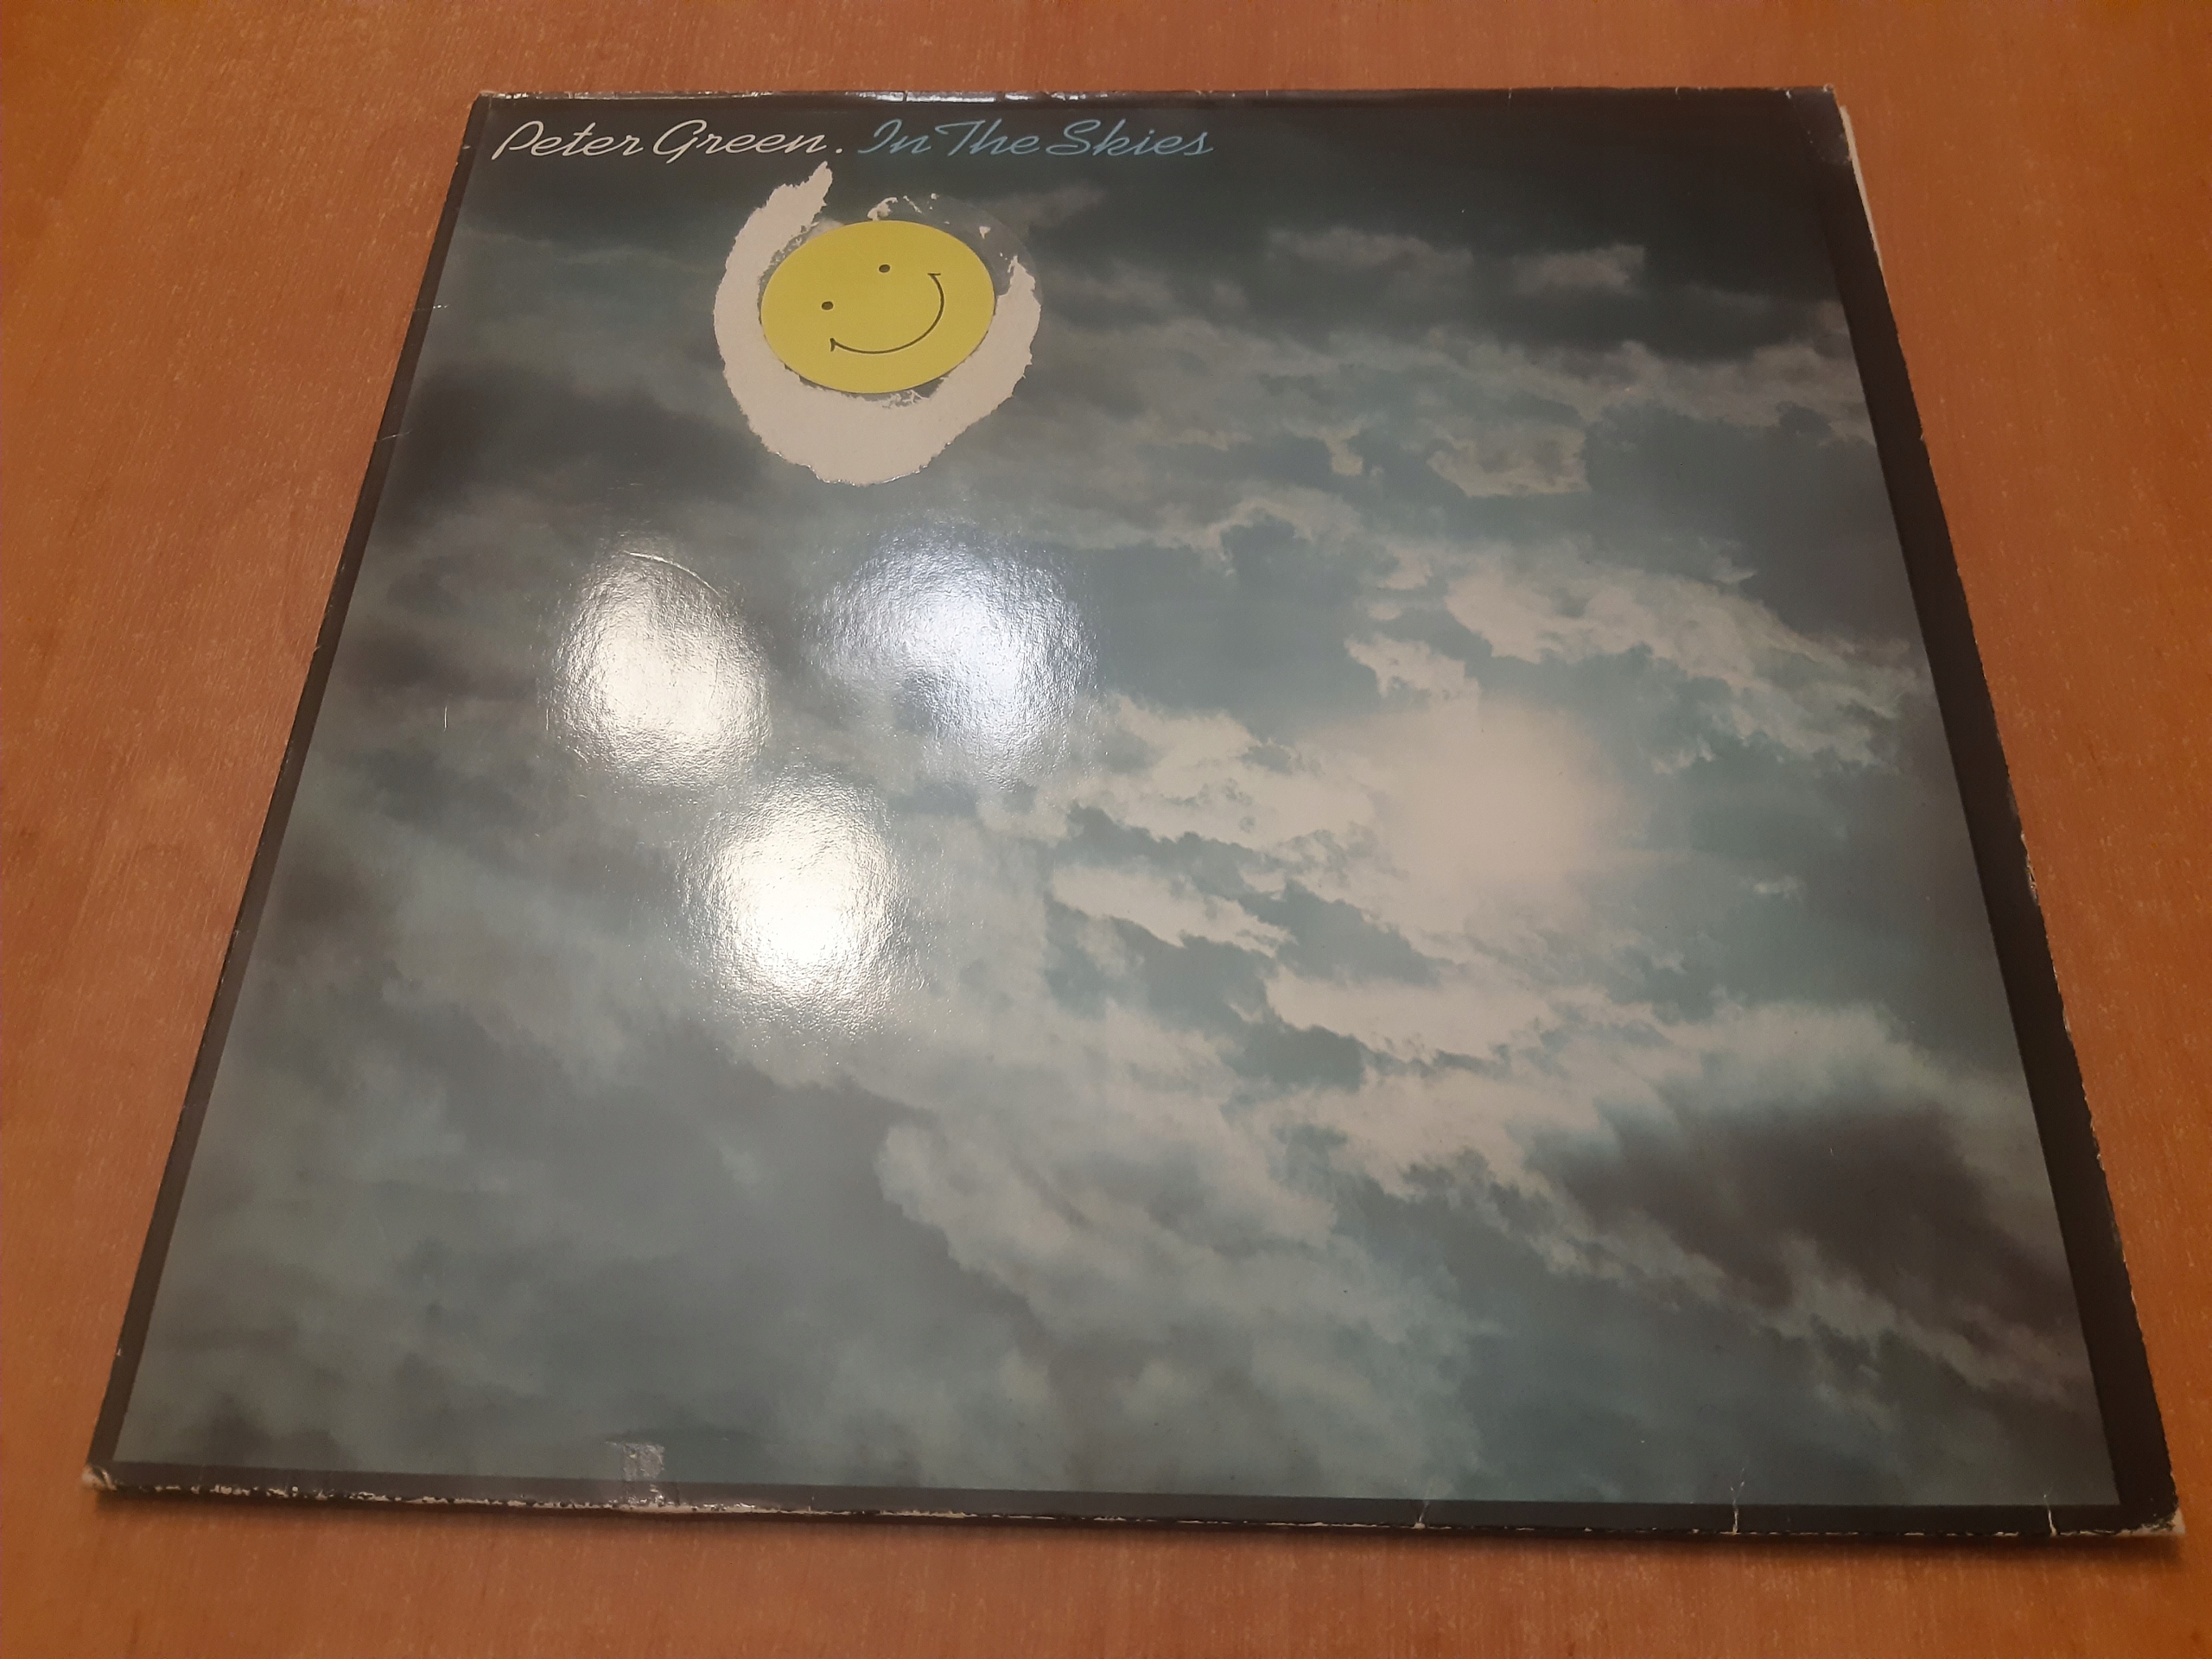 Peter Green. In The Skies